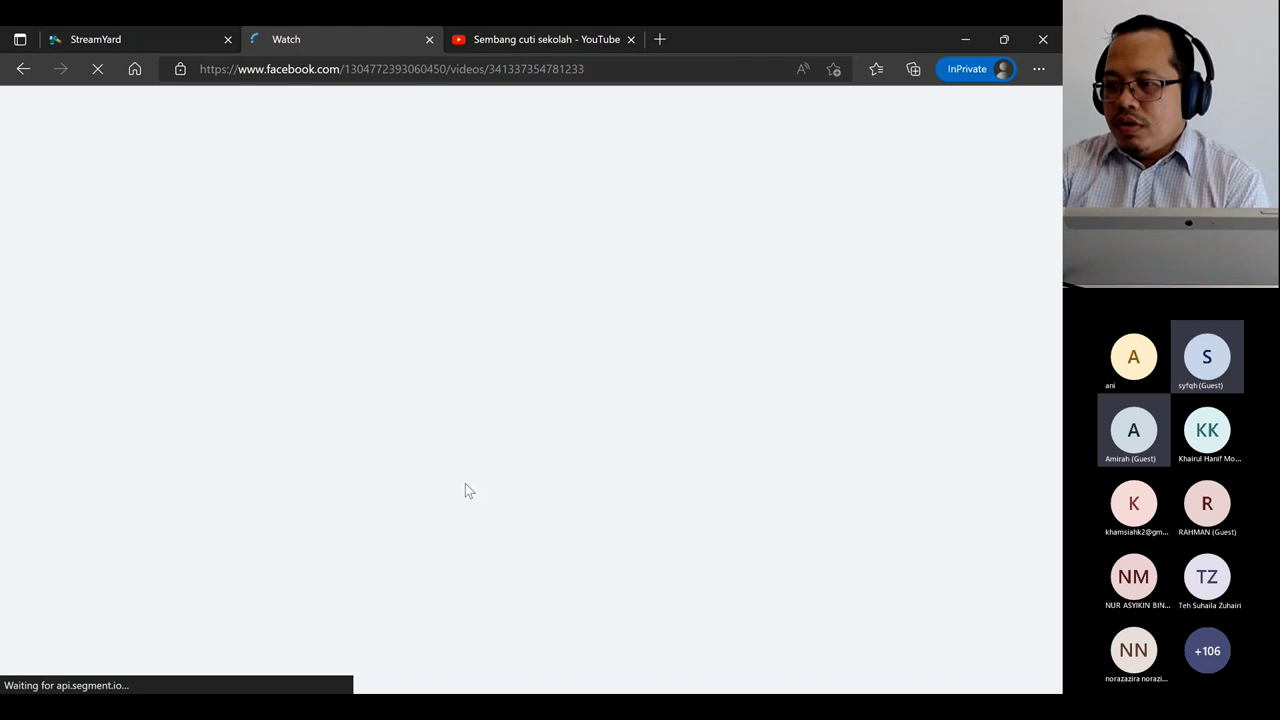 StreamYard
Watch
Sembang cuti sekolah - YouTube
https://www.facebook.com/1304772393060450/videos/341337354781233
InPrivate
A
ani
S
syfqh (Guest)
A
Amirah (Guest)
KK
Khairul Hanif Mo...
K
khamsiahk2@gm...
R
RAHMAN (Guest)
NM
NUR ASYIKIN BIN...
TZ
Teh Suhaila Zuhairi
NN
norazazira norazi...
+106
Waiting for api.segment.io...